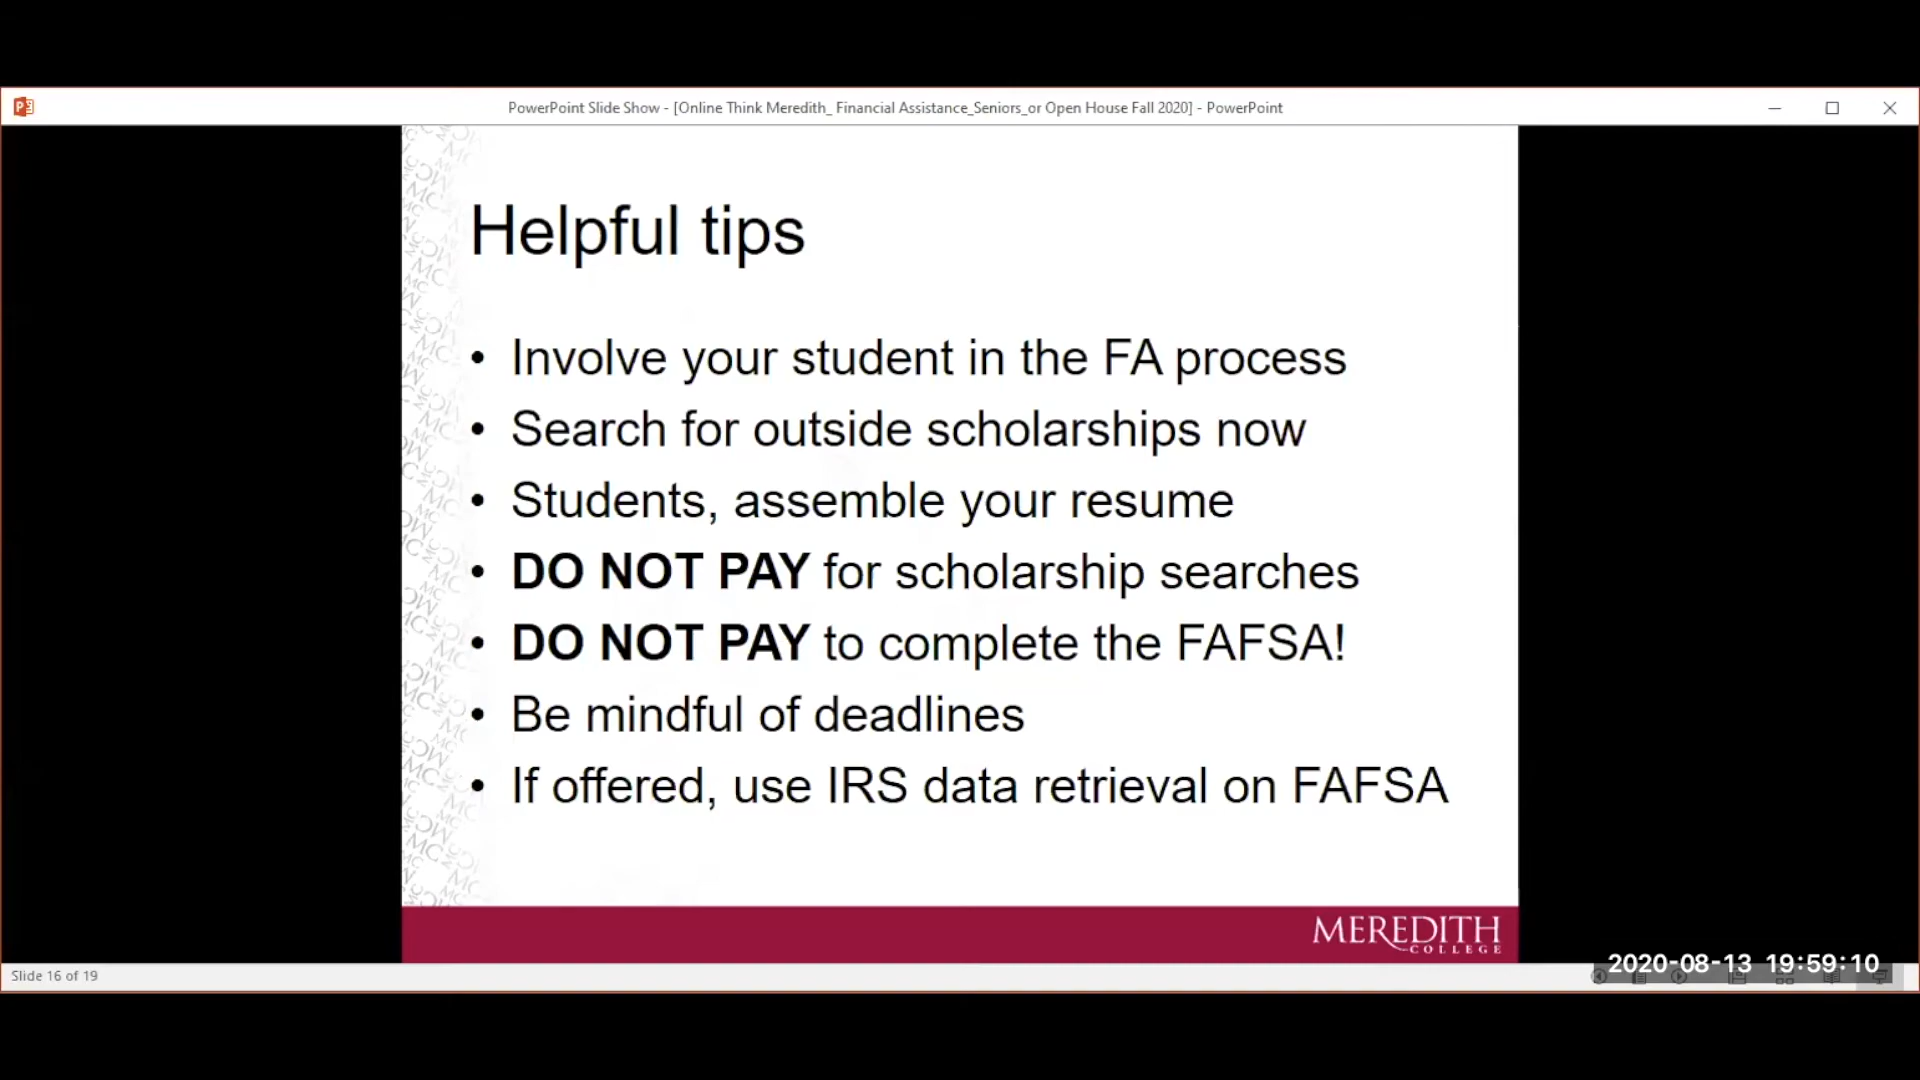 PowerPoint Slide Show - [Online Think Meredith_ Financial Assistance_Seniors_or Open House Fall 2020] - PowerPoint
Helpful tips
• Involve your student in the FA process
• Search for outside scholarships now
• Students, assemble your resume
• DO NOT PAY for scholarship searches
• DO NOT PAY to complete the FAFSA!
• Be mindful of deadlines
• If offered, use IRS data retrieval on FAFSA
MEREDITH
COLLEGE
2020-08-13 19:59:10
Slide 16 of 19